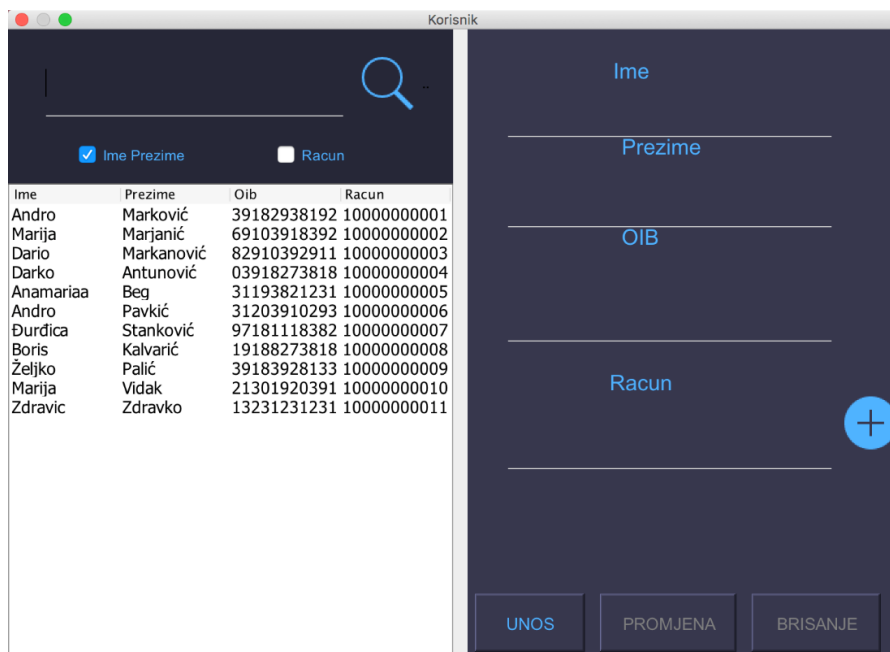 Korisnik
..
Ime Prezime Racun
Ime Prezime Oib Racun
Andro Marković 39182938192 10000000001
Marija Marjanić 69103918392 10000000002
Dario Markanović 82910392911 10000000003
Darko Antunović 03918273818 10000000004
Anamariaa Beg 31193821231 10000000005
Andro Pavkić 31203910293 10000000006
Đurđica Stanković 97181118382 10000000007
Boris Kalvarić 19188273818 10000000008
Željko Palić 39183928133 10000000009
Marija Vidak 21301920391 10000000010
Zdravic Zdravko 13231231231 10000000011
Ime
Prezime
OIB
Racun
UNOS PROMJENA BRISANJE